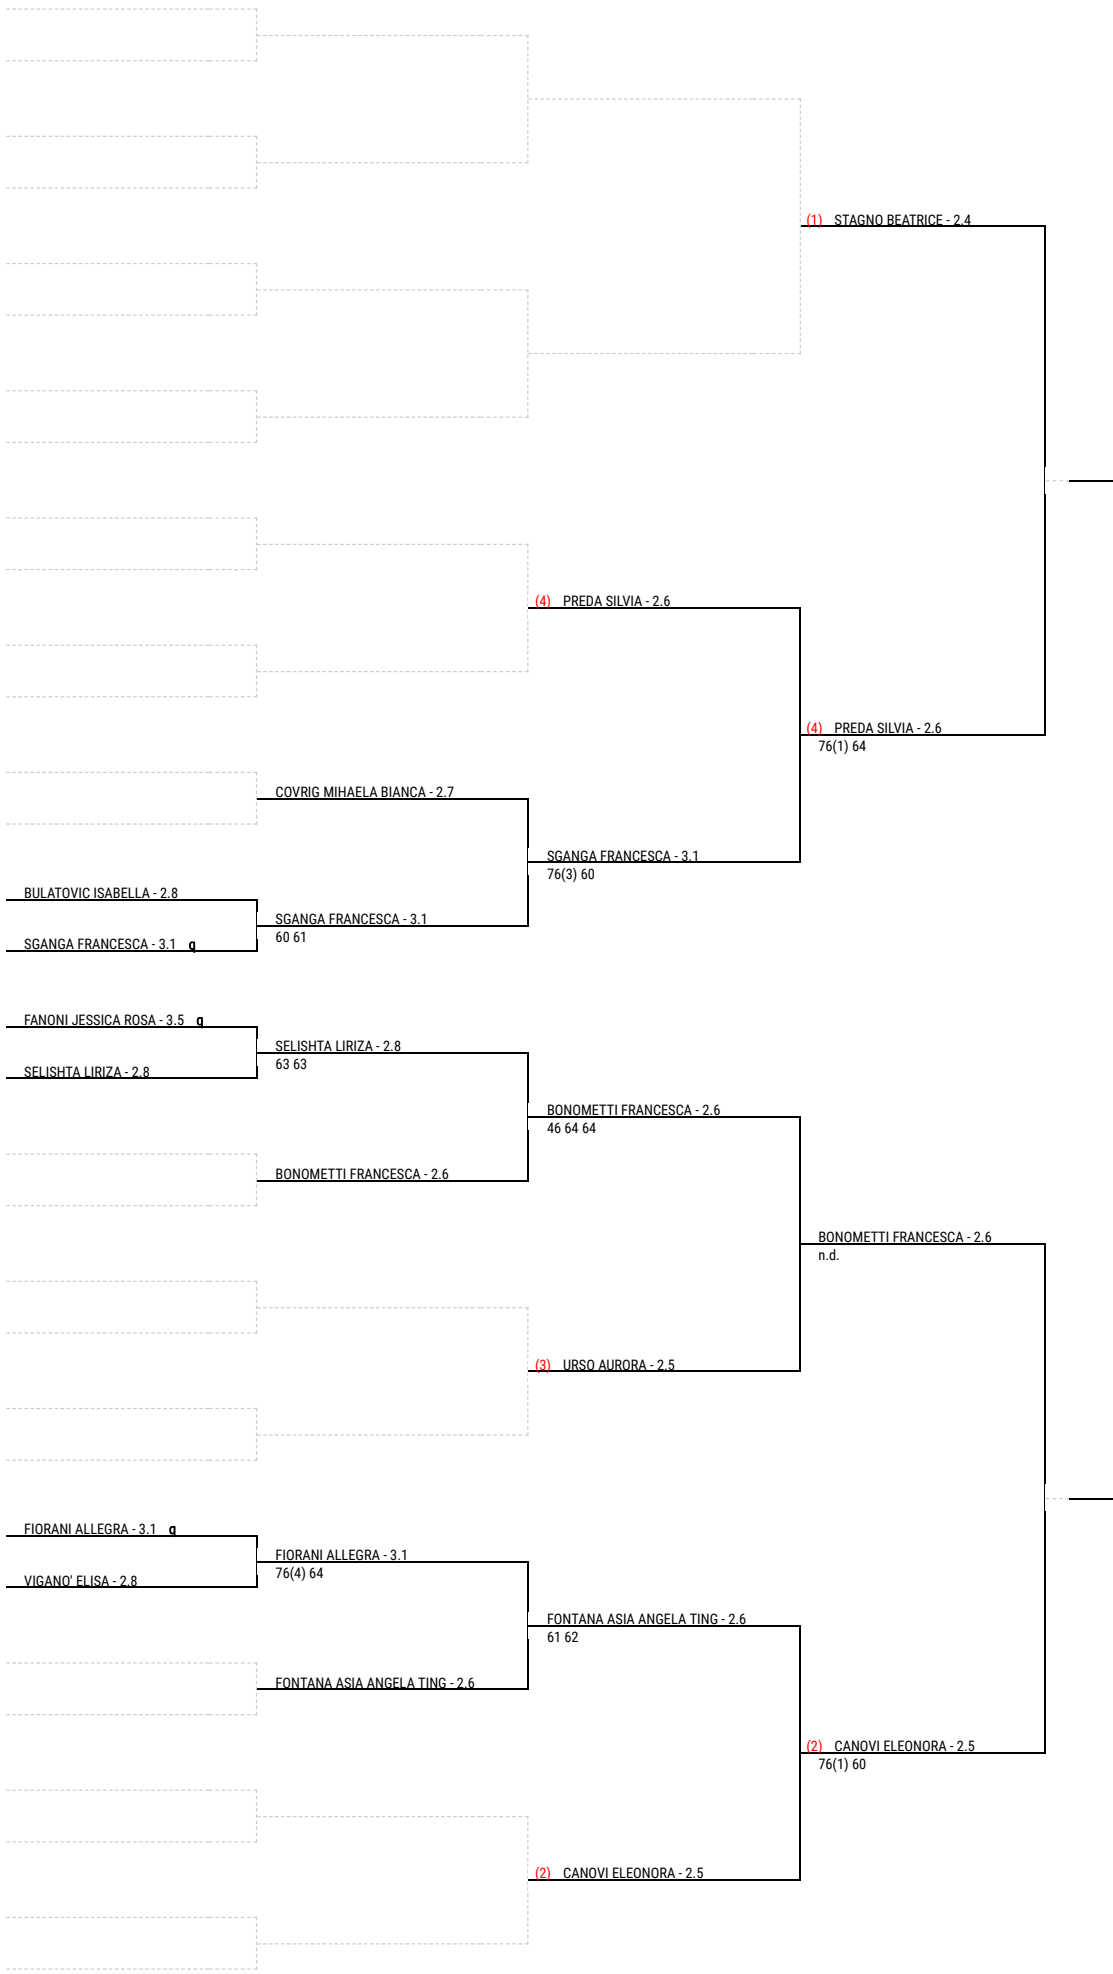 (1) STAGNO BEATRICE - 2.4
(4) PREDA SILVIA - 2.6
(4) PREDA SILVIA - 2.6
76(1) 64
COVRIG MIHAELA BIANCA - 2.7
SGANGA FRANCESCA - 3.1
76(3) 60
BULATOVIC ISABELLA - 2.8
SGANGA FRANCESCA - 3.1
60 61
SGANGA FRANCESCA - 3.1 q
FANONI JESSICA ROSA - 3.5 q
SELISHTA LIRIZA - 2.8
63 63
SELISHTA LIRIZA - 2.8
BONOMETTI FRANCESCA - 2.6
46 64 64
BONOMETTI FRANCESCA - 2.6
BONOMETTI FRANCESCA - 2.6
n.d.
(3) URSO AURORA - 2.5
FIORANI ALLEGRA - 3.1 q
FIORANI ALLEGRA - 3.1
76(4) 64
VIGANO' ELISA - 2.8
FONTANA ASIA ANGELA TING - 2.6
61 62
FONTANA ASIA ANGELA TING - 2.6
(2) CANOVI ELEONORA - 2.5
76(1) 60
(2) CANOVI ELEONORA - 2.5